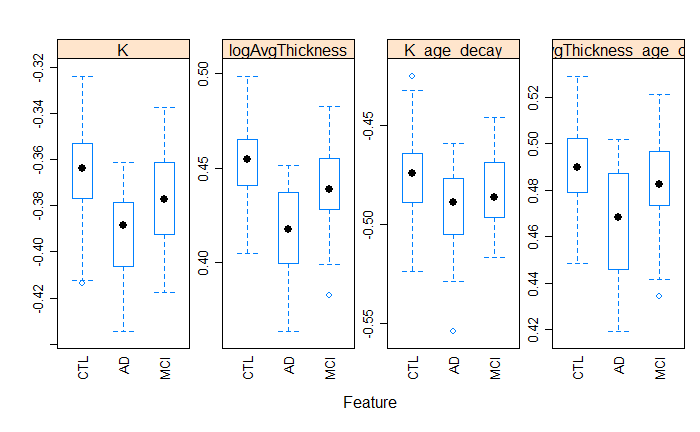 K
logAvgThickness
K_age_decay
gThickness_age_d
-0.32
-0.34
-0.36
-0.38
-0.40
-0.42
0.50
0.45
0.40
-0.45
-0.50
-0.55
0.52
0.50
0.48
0.46
0.44
0.42
CTL
AD
MCI
CTL
AD
MCI
CTL
AD
MCI
CTL
AD
MCI
Feature